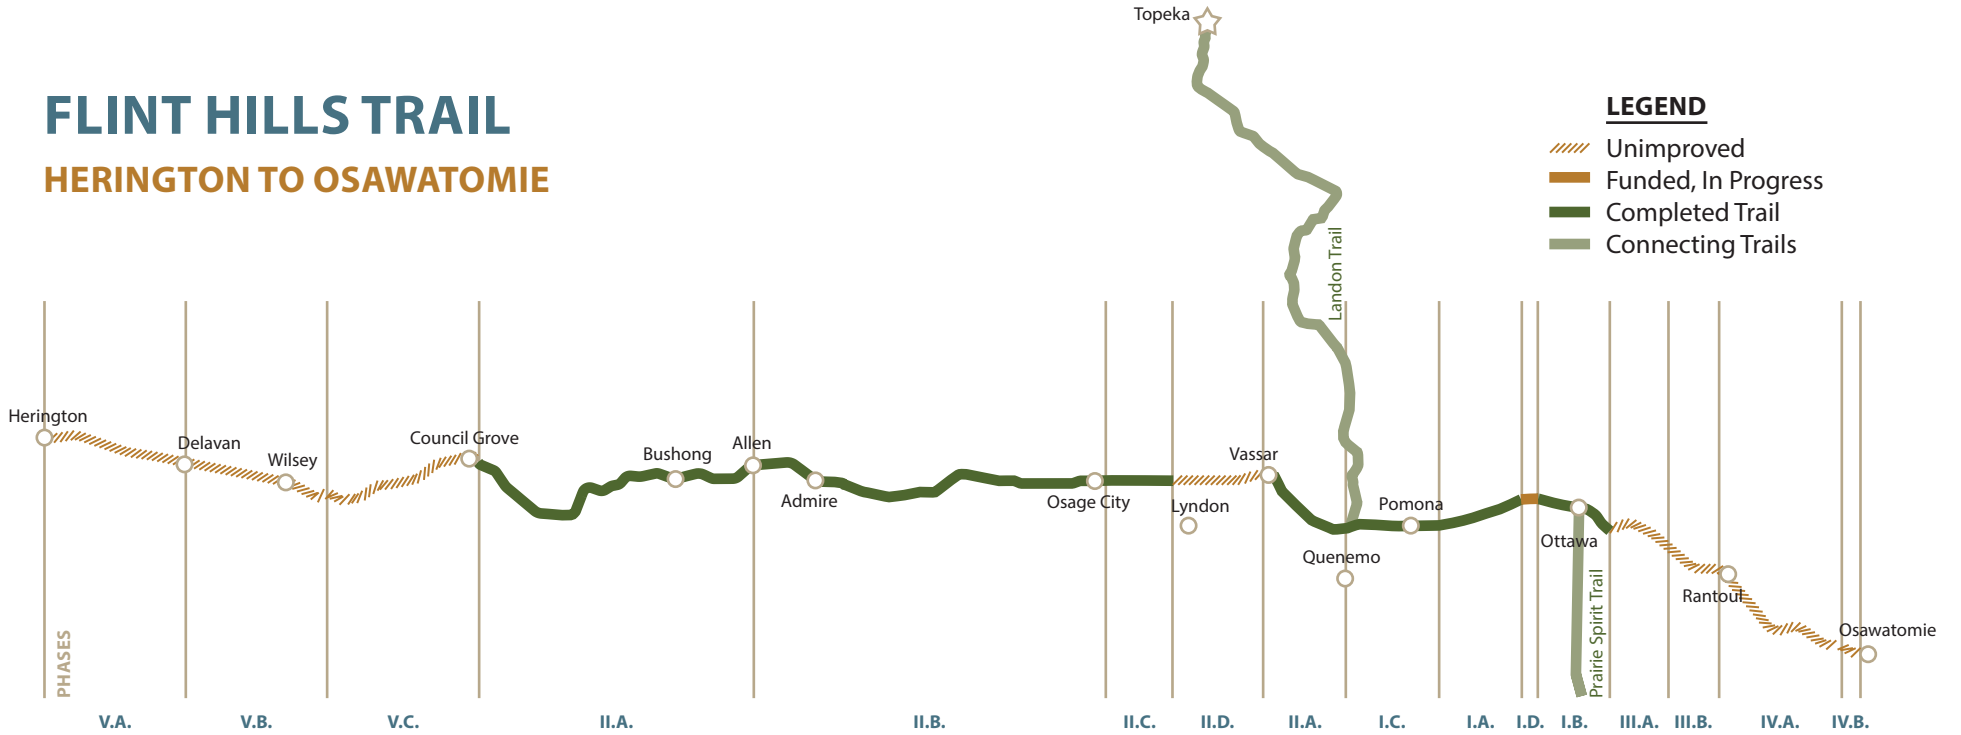 Topeka
FLINT HILLS TRAIL
HERINGTON TO OSAWATOMIE
LEGEND
Unimproved
Funded, In Progress
Completed Trail
Connecting Trails
Landon Trail
Herington
Delavan
Wilsey
Council Grove
Bushong
Allen
Admire
Osage City
Lyndon
Vassar
Quenemo
Pomona
Ottawa
Rantoul
Osawatomie
Prairie Spirit Trail
PHASES
V.A. V.B. V.C. II.A. II.B. II.C. II.D. II.A. I.C. I.A. I.D. I.B. III.A. III.B. IV.A. IV.B.